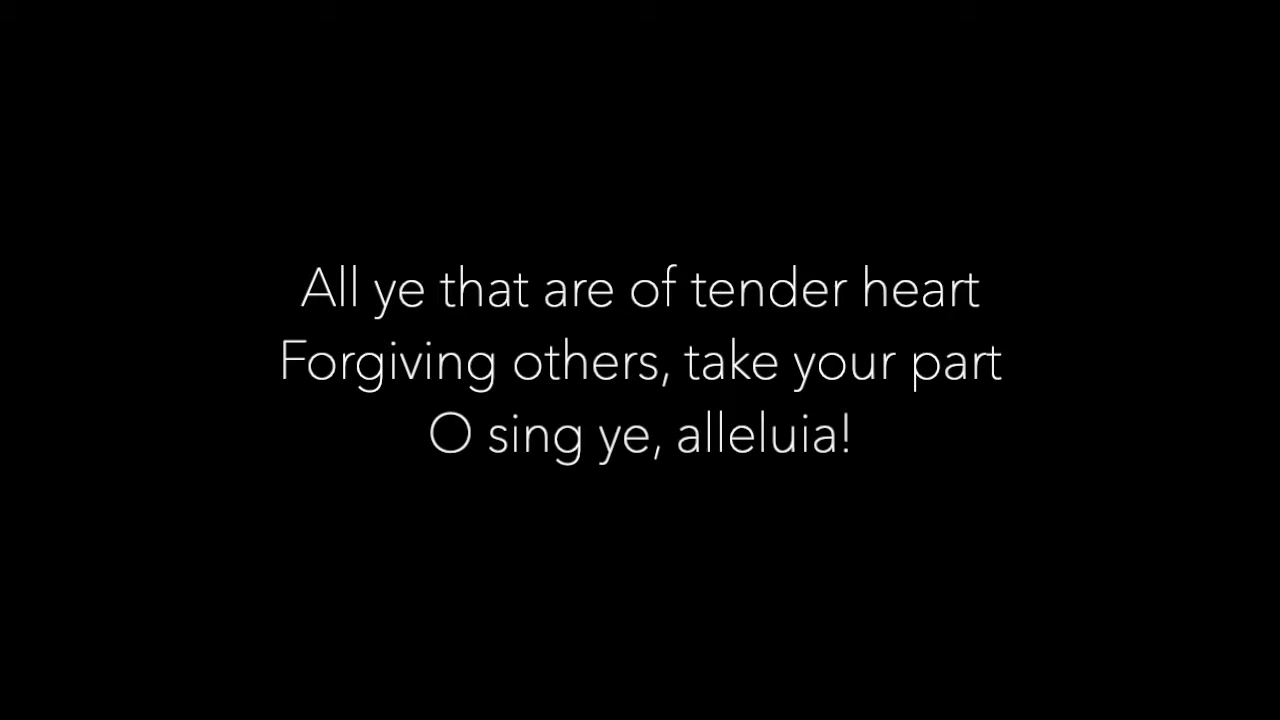 All ye that are of tender heart
Forgiving others, take your part
O sing ye, alleluia!